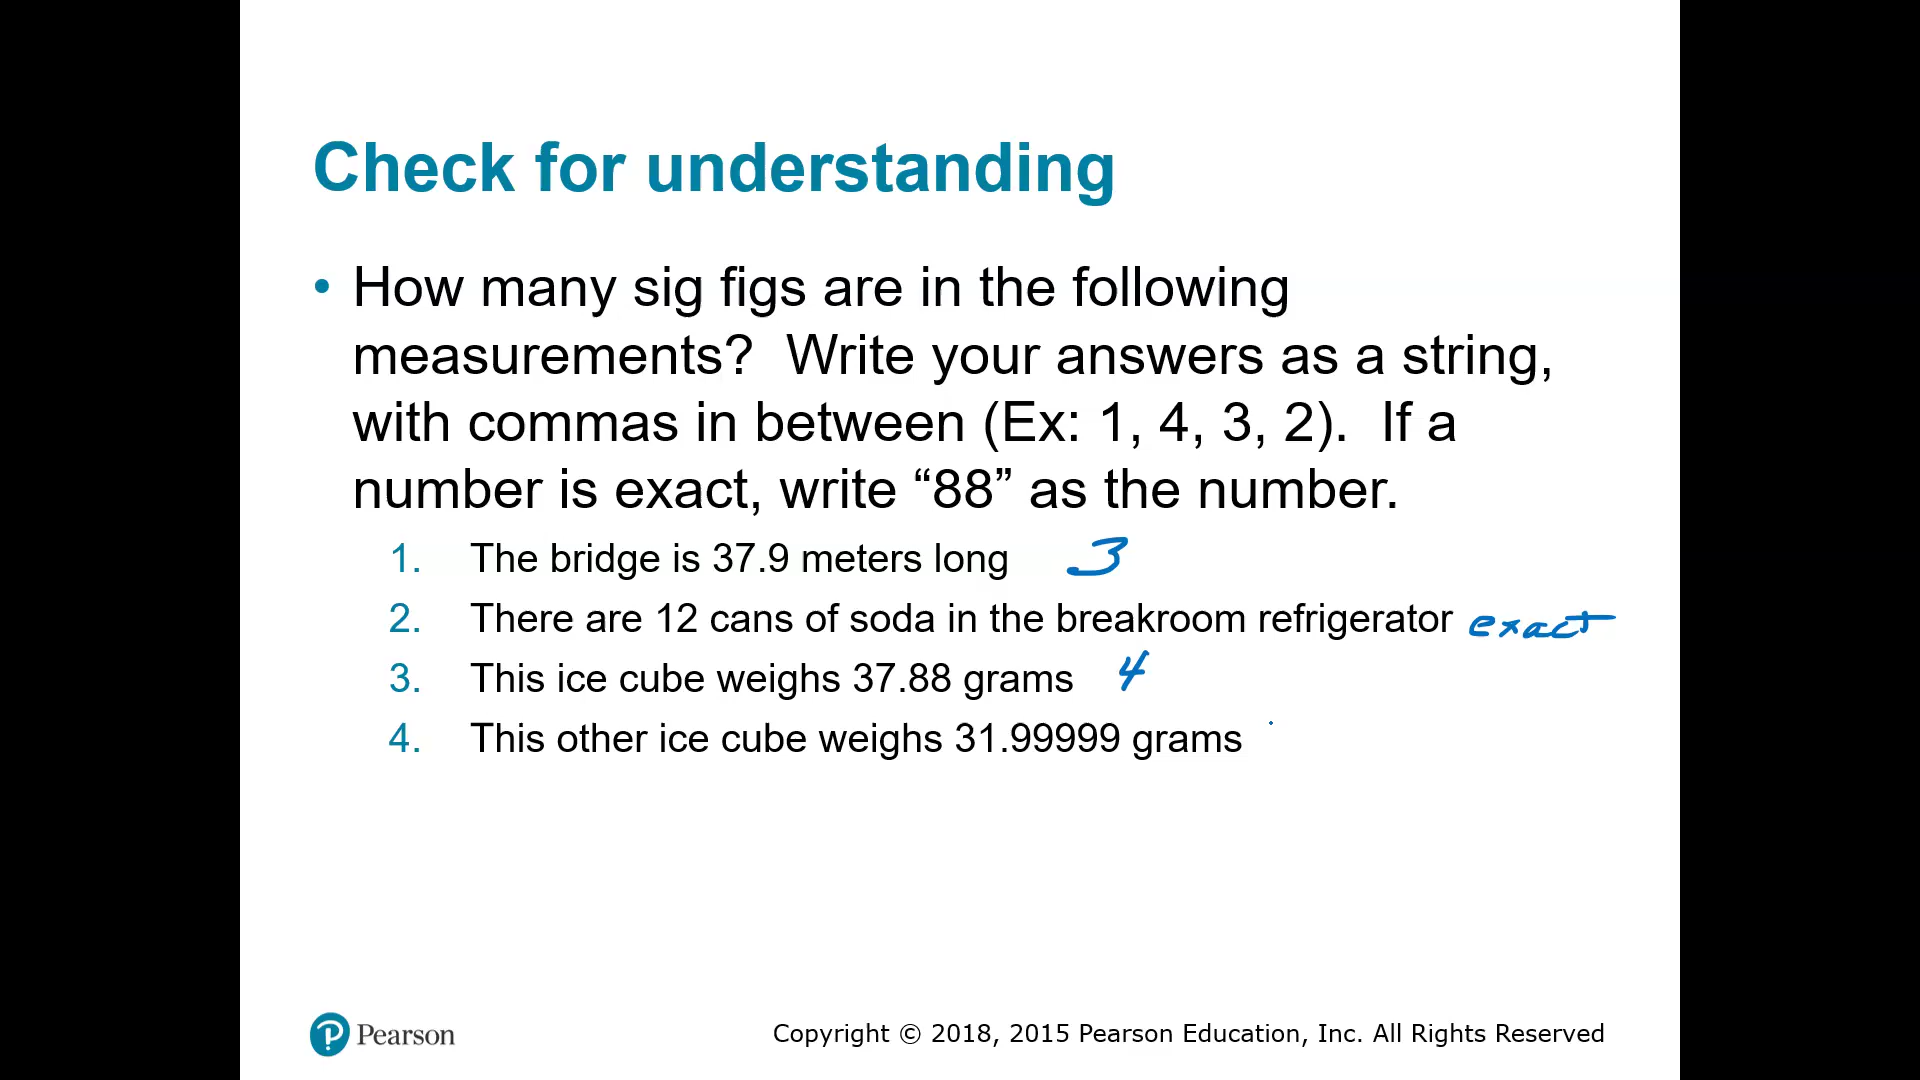 Check for understanding
• How many sig figs are in the following
measurements? Write your answers as a string,
with commas in between (Ex: 1, 4, 3, 2). If a
number is exact, write “88” as the number.
1. The bridge is 37.9 meters long 3
2. There are 12 cans of soda in the breakroom refrigerator exact
3. This ice cube weighs 37.88 grams 4
4. This other ice cube weighs 31.99999 grams
Pearson
Copyright © 2018, 2015 Pearson Education, Inc. All Rights Reserved